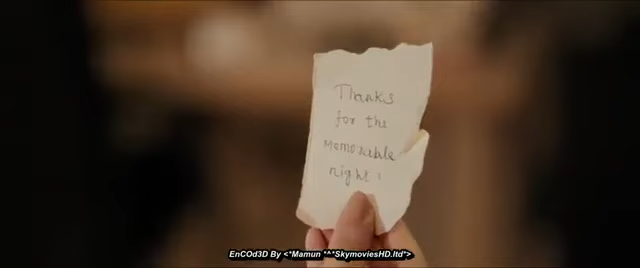 Thanks
for the
memorable
night!
EnCOd3D By <*Mamun *^*SkymoviesHD.ltd*>